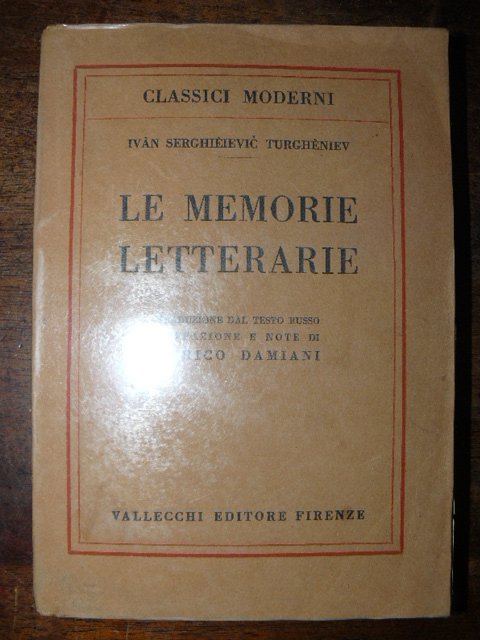 CLASSICI MODERNI
IVÀN SERGHIÈIEVIČ TURGHÈNIEV
LE MEMORIE
LETTERARIE
DAL TESTO RUSSO
E NOTE DI
DAMIANI
VALLECCHI EDITORE FIRENZE